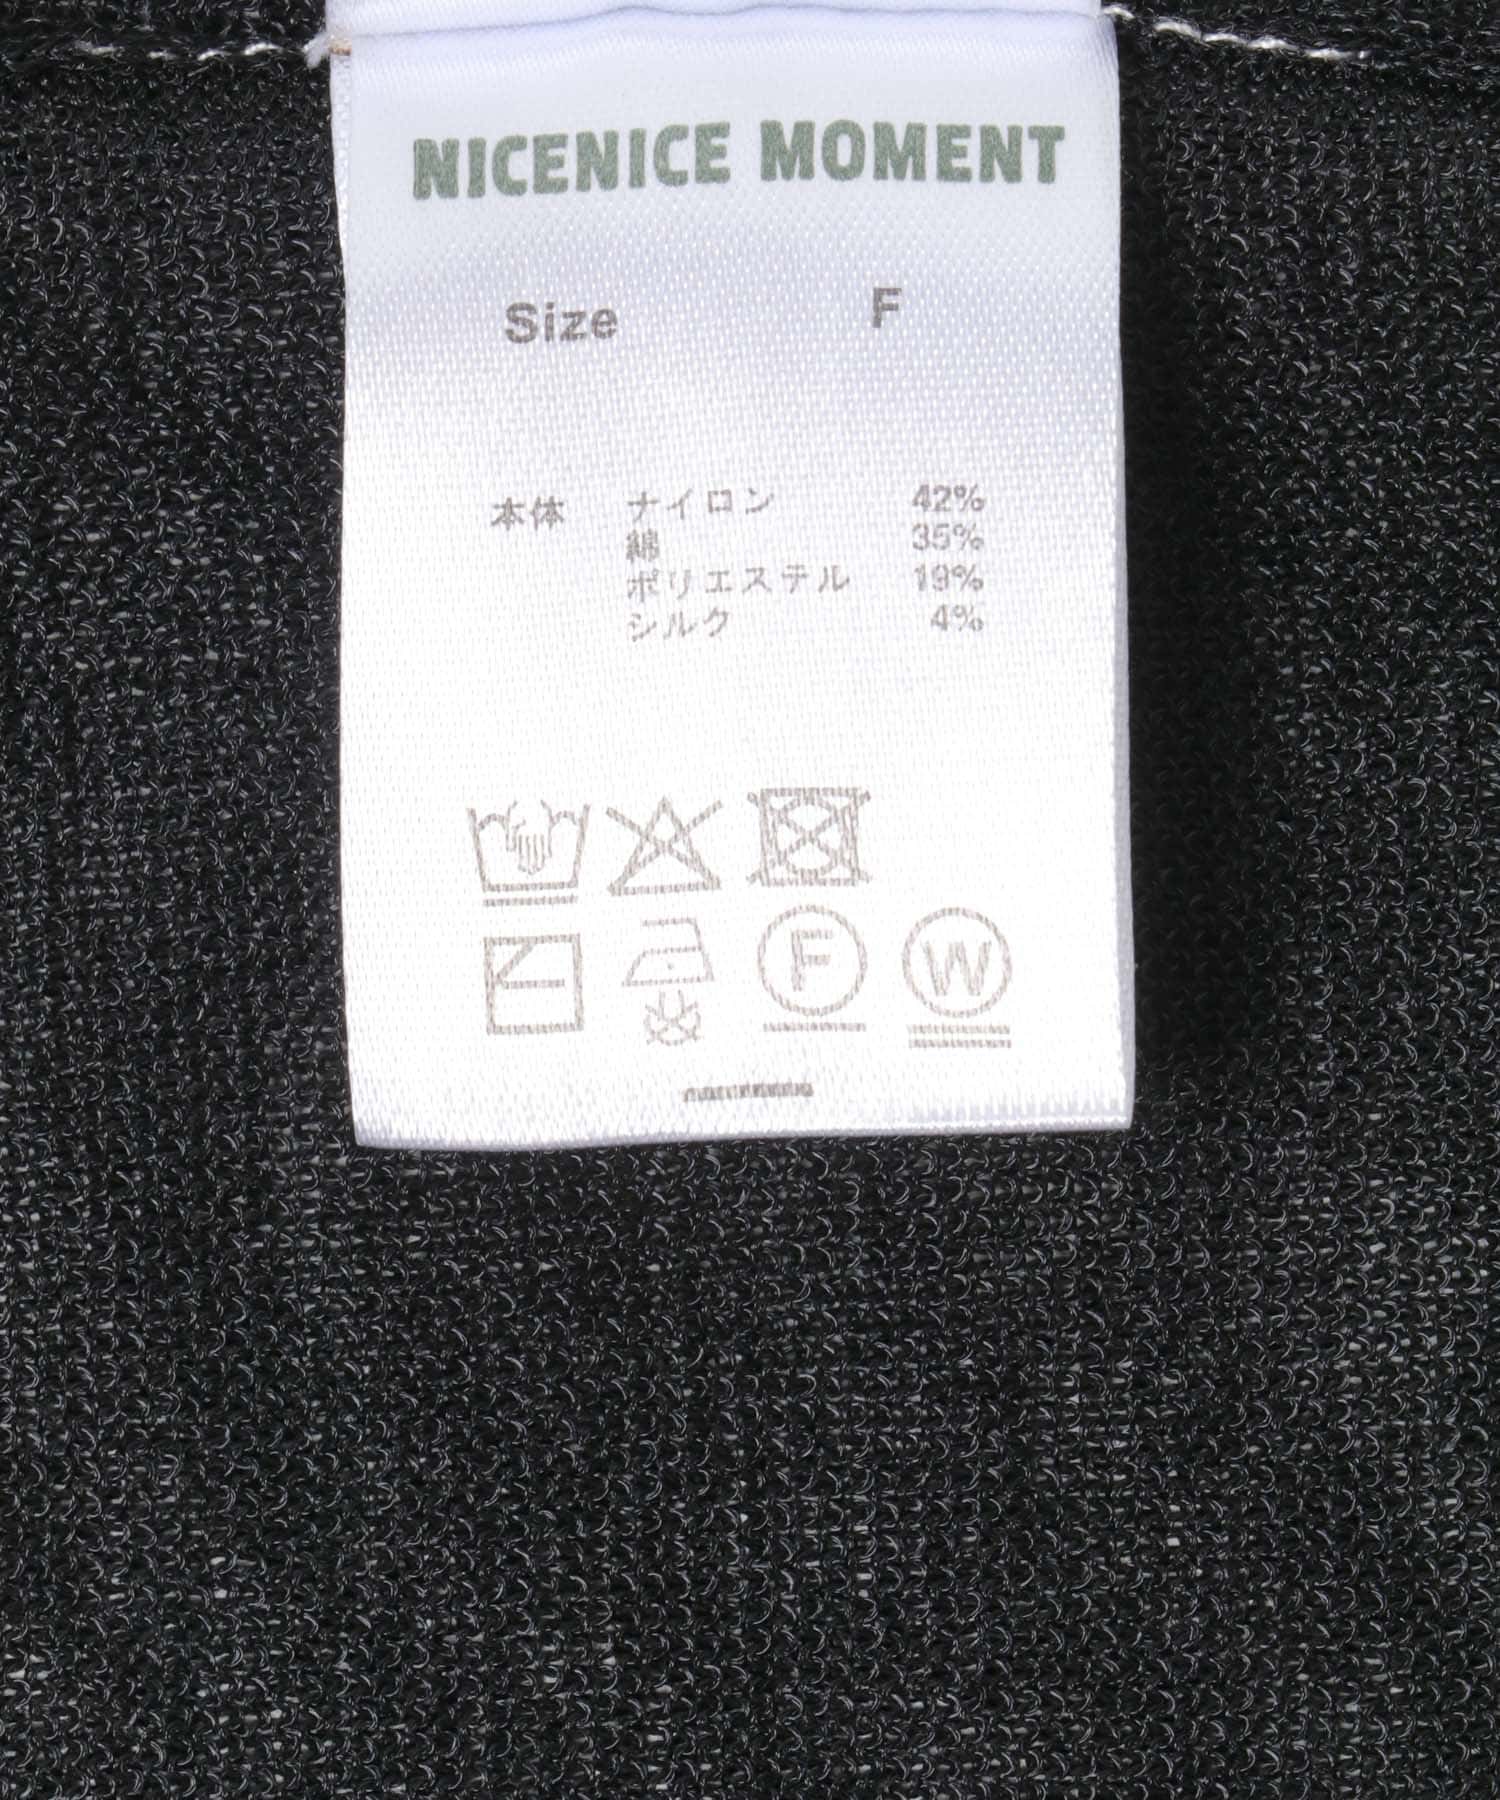 NICENICE MOMENT
Size F
本体 ナイロン 42%
綿 35%
ポリエステル 19%
シルク 4%
F W